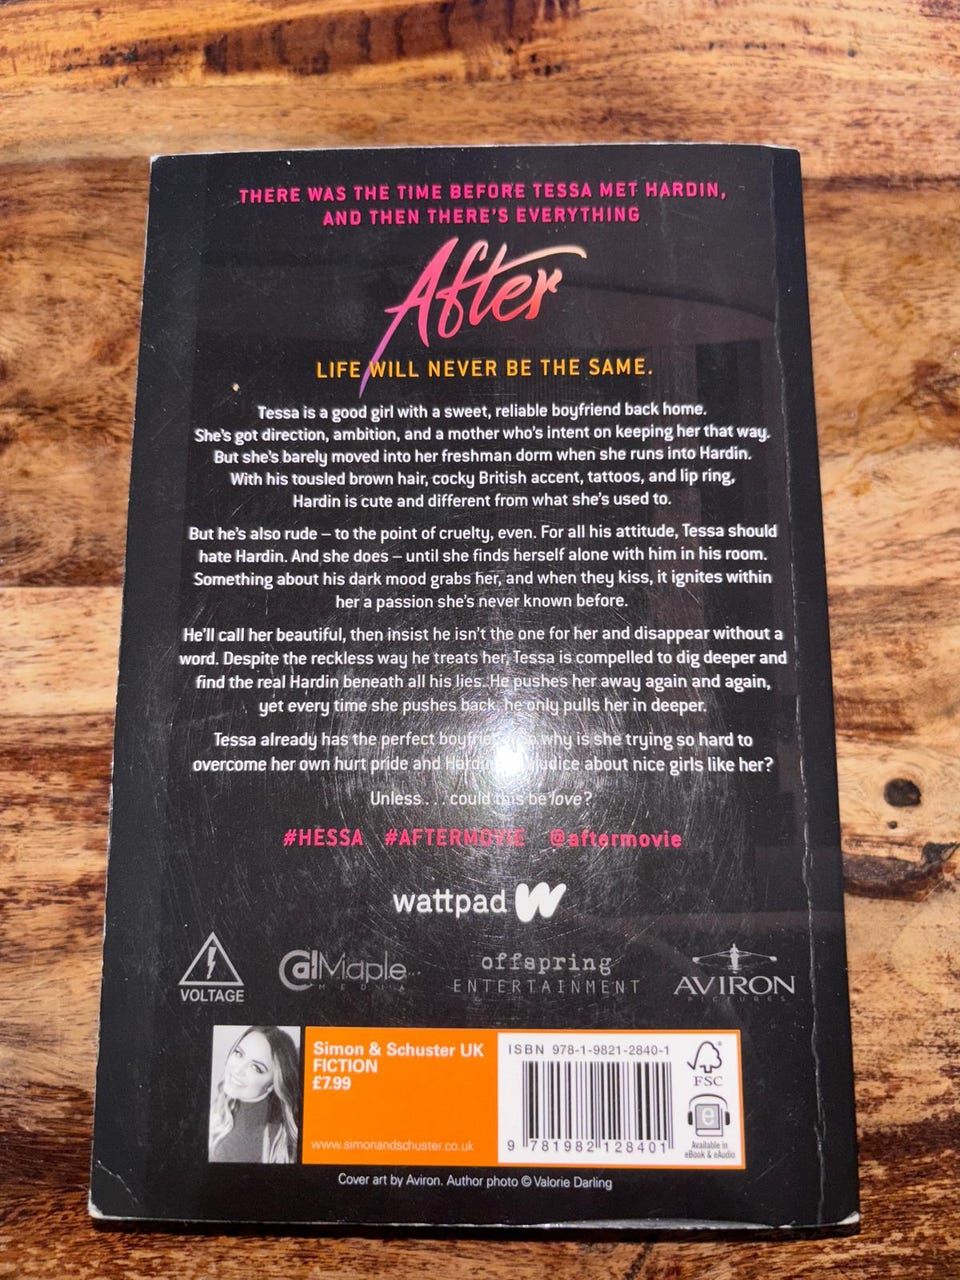 THERE WAS THE TIME BEFORE TESSA MET HARDIN,
AND THEN THERE'S EVERYTHING
After
LIFE WILL NEVER BE THE SAME.
Tessa is a good girl with a sweet, reliable boyfriend back home.
She's got direction, ambition, and a mother who's intent on keeping her that way.
But she's barely moved into her freshman dorm when she runs into Hardin.
With his tousled brown hair, cocky British accent, tattoos, and lip ring,
Hardin is cute and different from what she's used to.
But he's also rude – to the point of cruelty, even. For all his attitude, Tessa should
hate Hardin. And she does – until she finds herself alone with him in his room.
Something about his dark mood grabs her, and when they kiss, it ignites within
her a passion she's never known before.
He'll call her beautiful, then insist he isn't the one for her and disappear without a
word. Despite the reckless way he treats her, Tessa is compelled to dig deeper and
find the real Hardin beneath all his lies. He pushes her away again and again,
yet every time she pushes back, he only pulls her in deeper.
Tessa already has the perfect why is she trying so hard to
overcome her own hurt pride and about nice girls like her?
Unless . . . could this be love?
#HESSA #AFTERMOVIE @aftermovie
wattpad W
VOLTAGE
CalMaple
MEDIA
offspring
ENTERTAINMENT
AVIRON
PICTURES
Simon & Schuster UK
FICTION
£7.99
www.simonandschuster.co.uk
ISBN 978-1-9821-2840-1
9 781982 128401
FSC
e
Available in
eBook & eAudio
Cover art by Aviron. Author photo © Valorie Darling